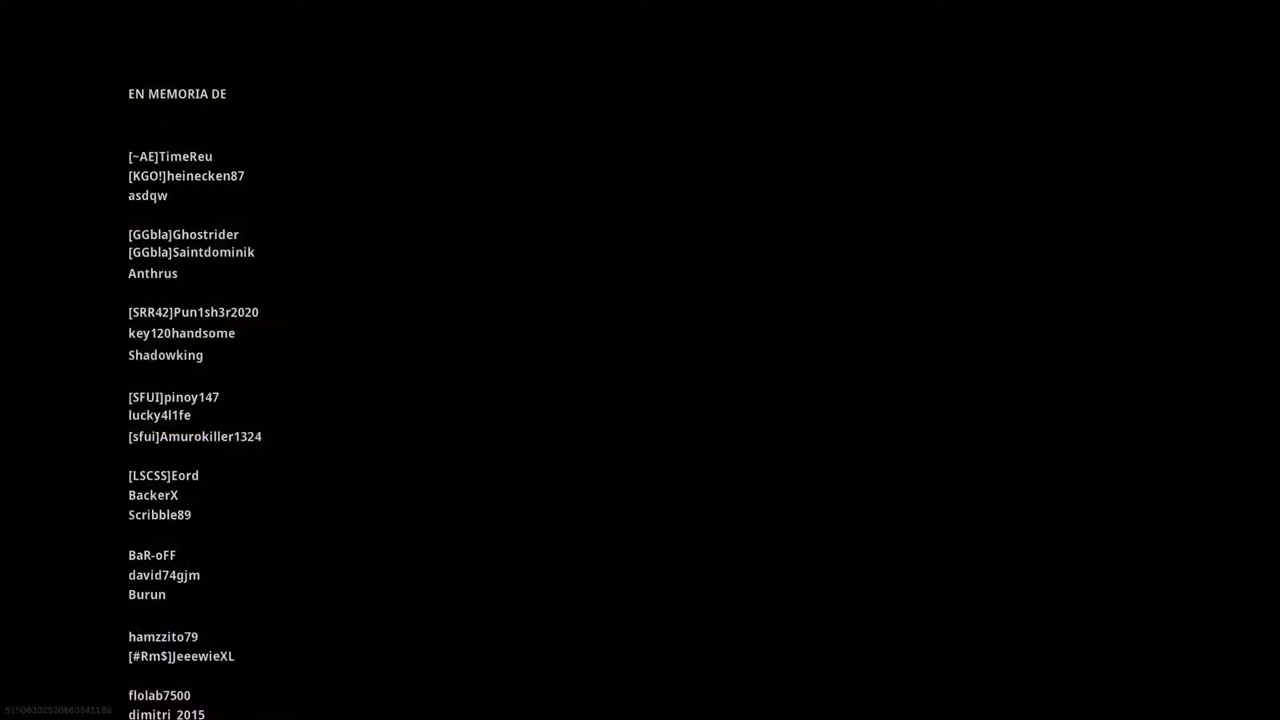 EN MEMORIA DE
[~AE]TimeReu
[KGO!]heinecken87
asdqw
[GGbla]Ghostrider
[GGbla]Saintdominik
Anthrus
[SRR42]Pun1sh3r2020
key120handsome
Shadowking
[SFUI]pinoy147
lucky4l1fe
[sfui]Amurokiller1324
[LSCSS]Eord
BackerX
Scribble89
BaR-oFF
david74gjm
Burun
hamzzito79
[#Rm$]JeeewieXL
flolab7500
dimitri_2015